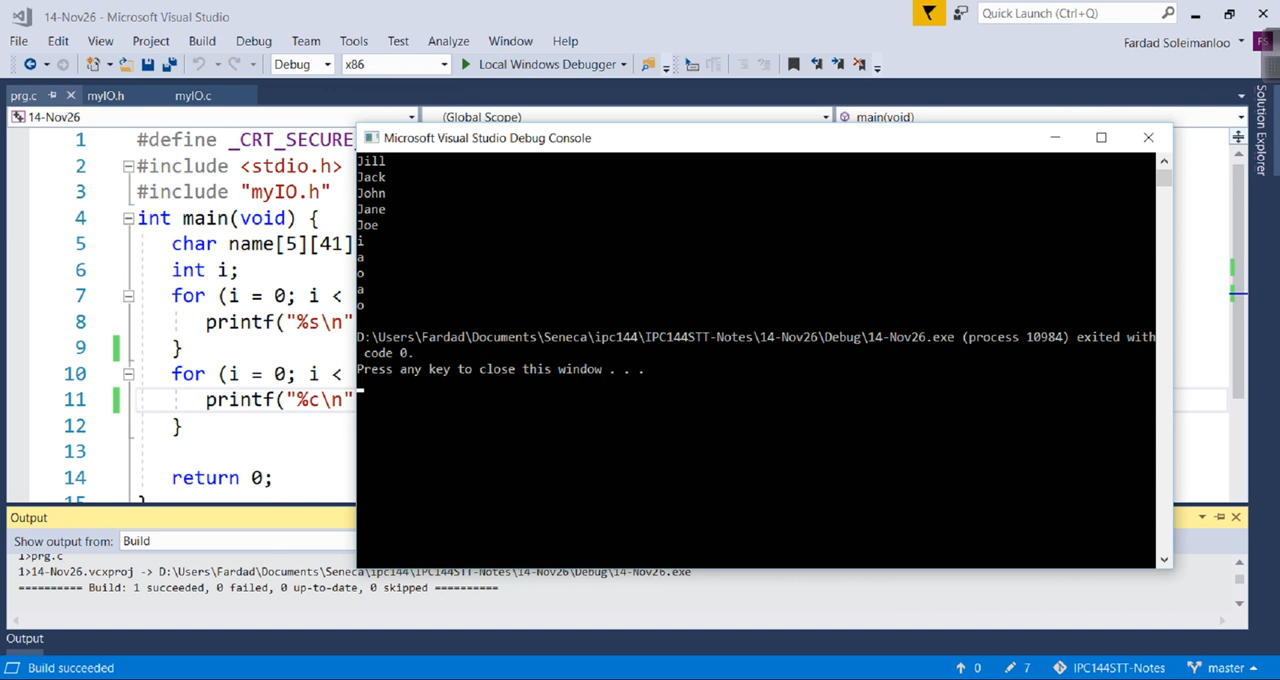 14-Nov26 - Microsoft Visual Studio
Quick Launch (Ctrl+Q)
File Edit View Project Build Debug Team Tools Test Analyze Window Help
Fardad Soleimanloo FS
Debug x86 Local Windows Debugger
prg.c myIO.h myIO.c
14-Nov26 (Global Scope) main(void)
Solution Explorer
1 #define _CRT_SECURE
2 #include <stdio.h>
3 #include "myIO.h"
4 int main(void) {
5 char name[5][41]
6 int i;
7 for (i = 0; i <
8 printf("%s\n"
9 }
10 for (i = 0; i <
11 printf("%c\n"
12 }
13
14 return 0;
15 }
Microsoft Visual Studio Debug Console
Jill
Jack
John
Jane
Joe
i
a
o
a
o
D:\Users\Fardad\Documents\Seneca\ipc144\IPC144STT-Notes\14-Nov26\Debug\14-Nov26.exe (process 10984) exited with
code 0.
Press any key to close this window . . .
Output
Show output from: Build
1>prg.c
1>14-Nov26.vcxproj -> D:\Users\Fardad\Documents\Seneca\ipc144\IPC144STT-Notes\14-Nov26\Debug\14-Nov26.exe
========== Build: 1 succeeded, 0 failed, 0 up-to-date, 0 skipped ==========
Output
Build succeeded 0 7 IPC144STT-Notes master